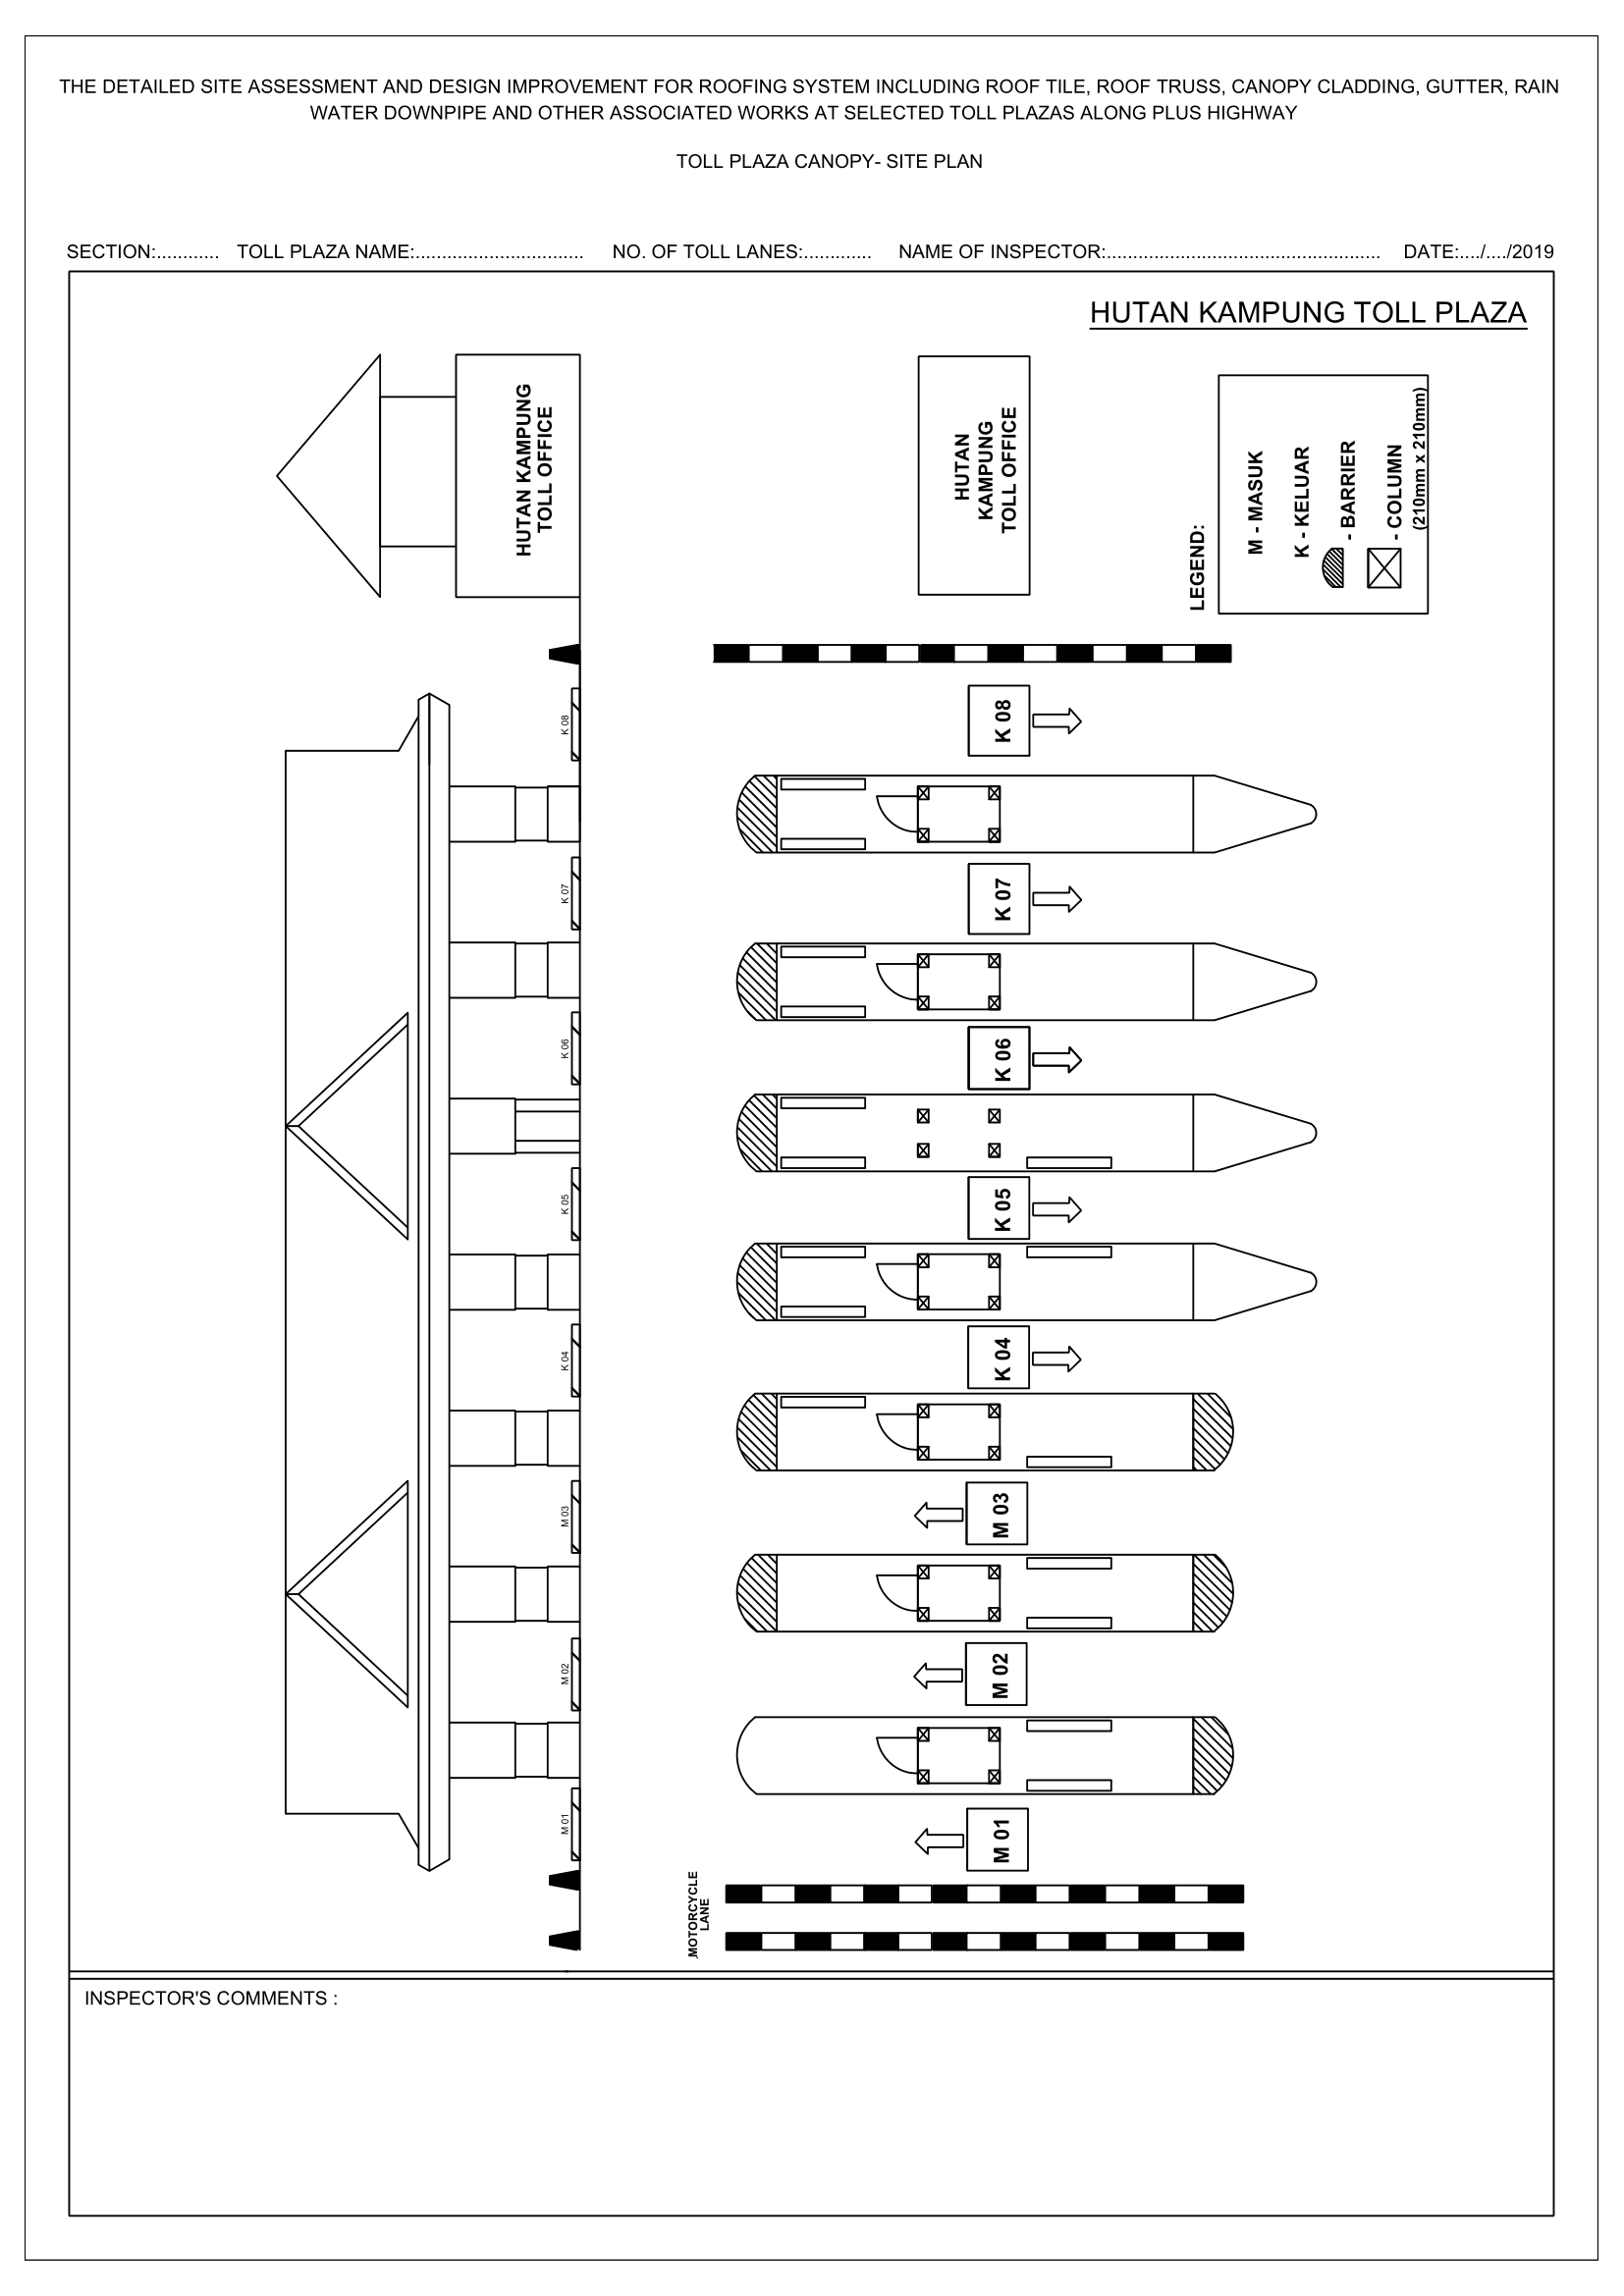 THE DETAILED SITE ASSESSMENT AND DESIGN IMPROVEMENT FOR ROOFING SYSTEM INCLUDING ROOF TILE, ROOF TRUSS, CANOPY CLADDING, GUTTER, RAIN
WATER DOWNPIPE AND OTHER ASSOCIATED WORKS AT SELECTED TOLL PLAZAS ALONG PLUS HIGHWAY
TOLL PLAZA CANOPY- SITE PLAN
SECTION:............ TOLL PLAZA NAME:................................ NO. OF TOLL LANES:............. NAME OF INSPECTOR:.................................................... DATE:..../..../2019
HUTAN KAMPUNG TOLL PLAZA
HUTAN KAMPUNG
TOLL OFFICE
HUTAN
KAMPUNG
TOLL OFFICE
LEGEND:
M - MASUK
K - KELUAR
- BARRIER
- COLUMN
(210mm x 210mm)
K 08
K 07
K 06
K 05
K 04
M 03
M 02
M 01
K 08
K 07
K 06
K 05
K 04
M 03
M 02
M 01
MOTORCYCLE
LANE
INSPECTOR'S COMMENTS :